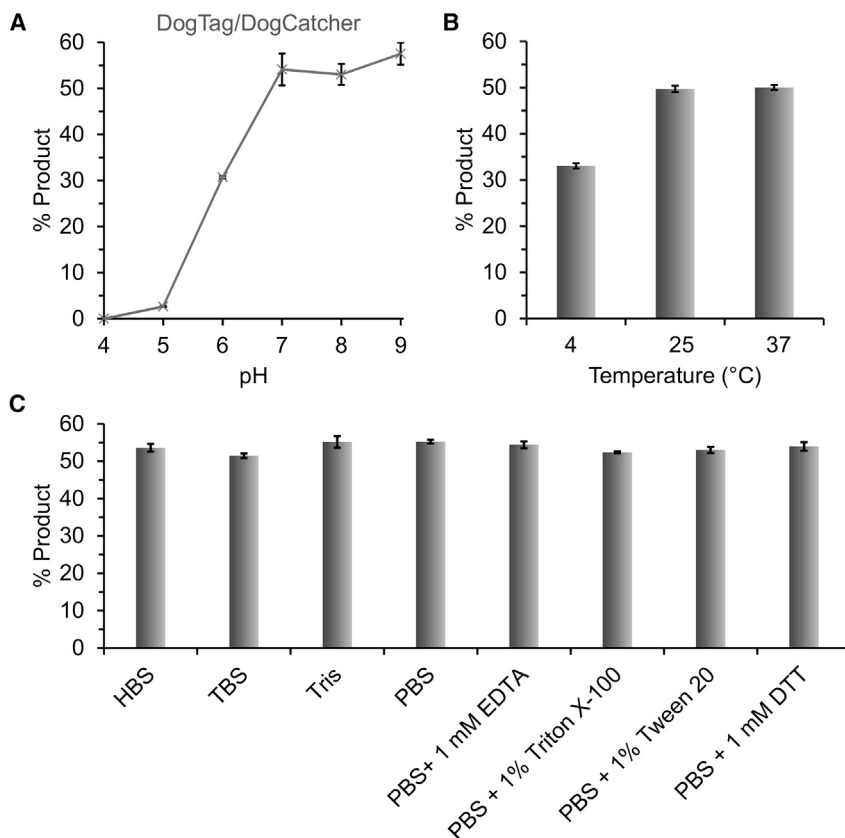 A
DogTag/DogCatcher
60
50
40
30
20
10
0
% Product
4 5 6 7 8 9
pH
B
60
50
40
30
20
10
0
% Product
4 25 37
Temperature (°C)
C
60
50
40
30
20
10
0
% Product
HBS
TBS
Tris
PBS
PBS+ 1 mM EDTA
PBS + 1% Triton X-100
PBS + 1% Tween 20
PBS + 1 mM DTT